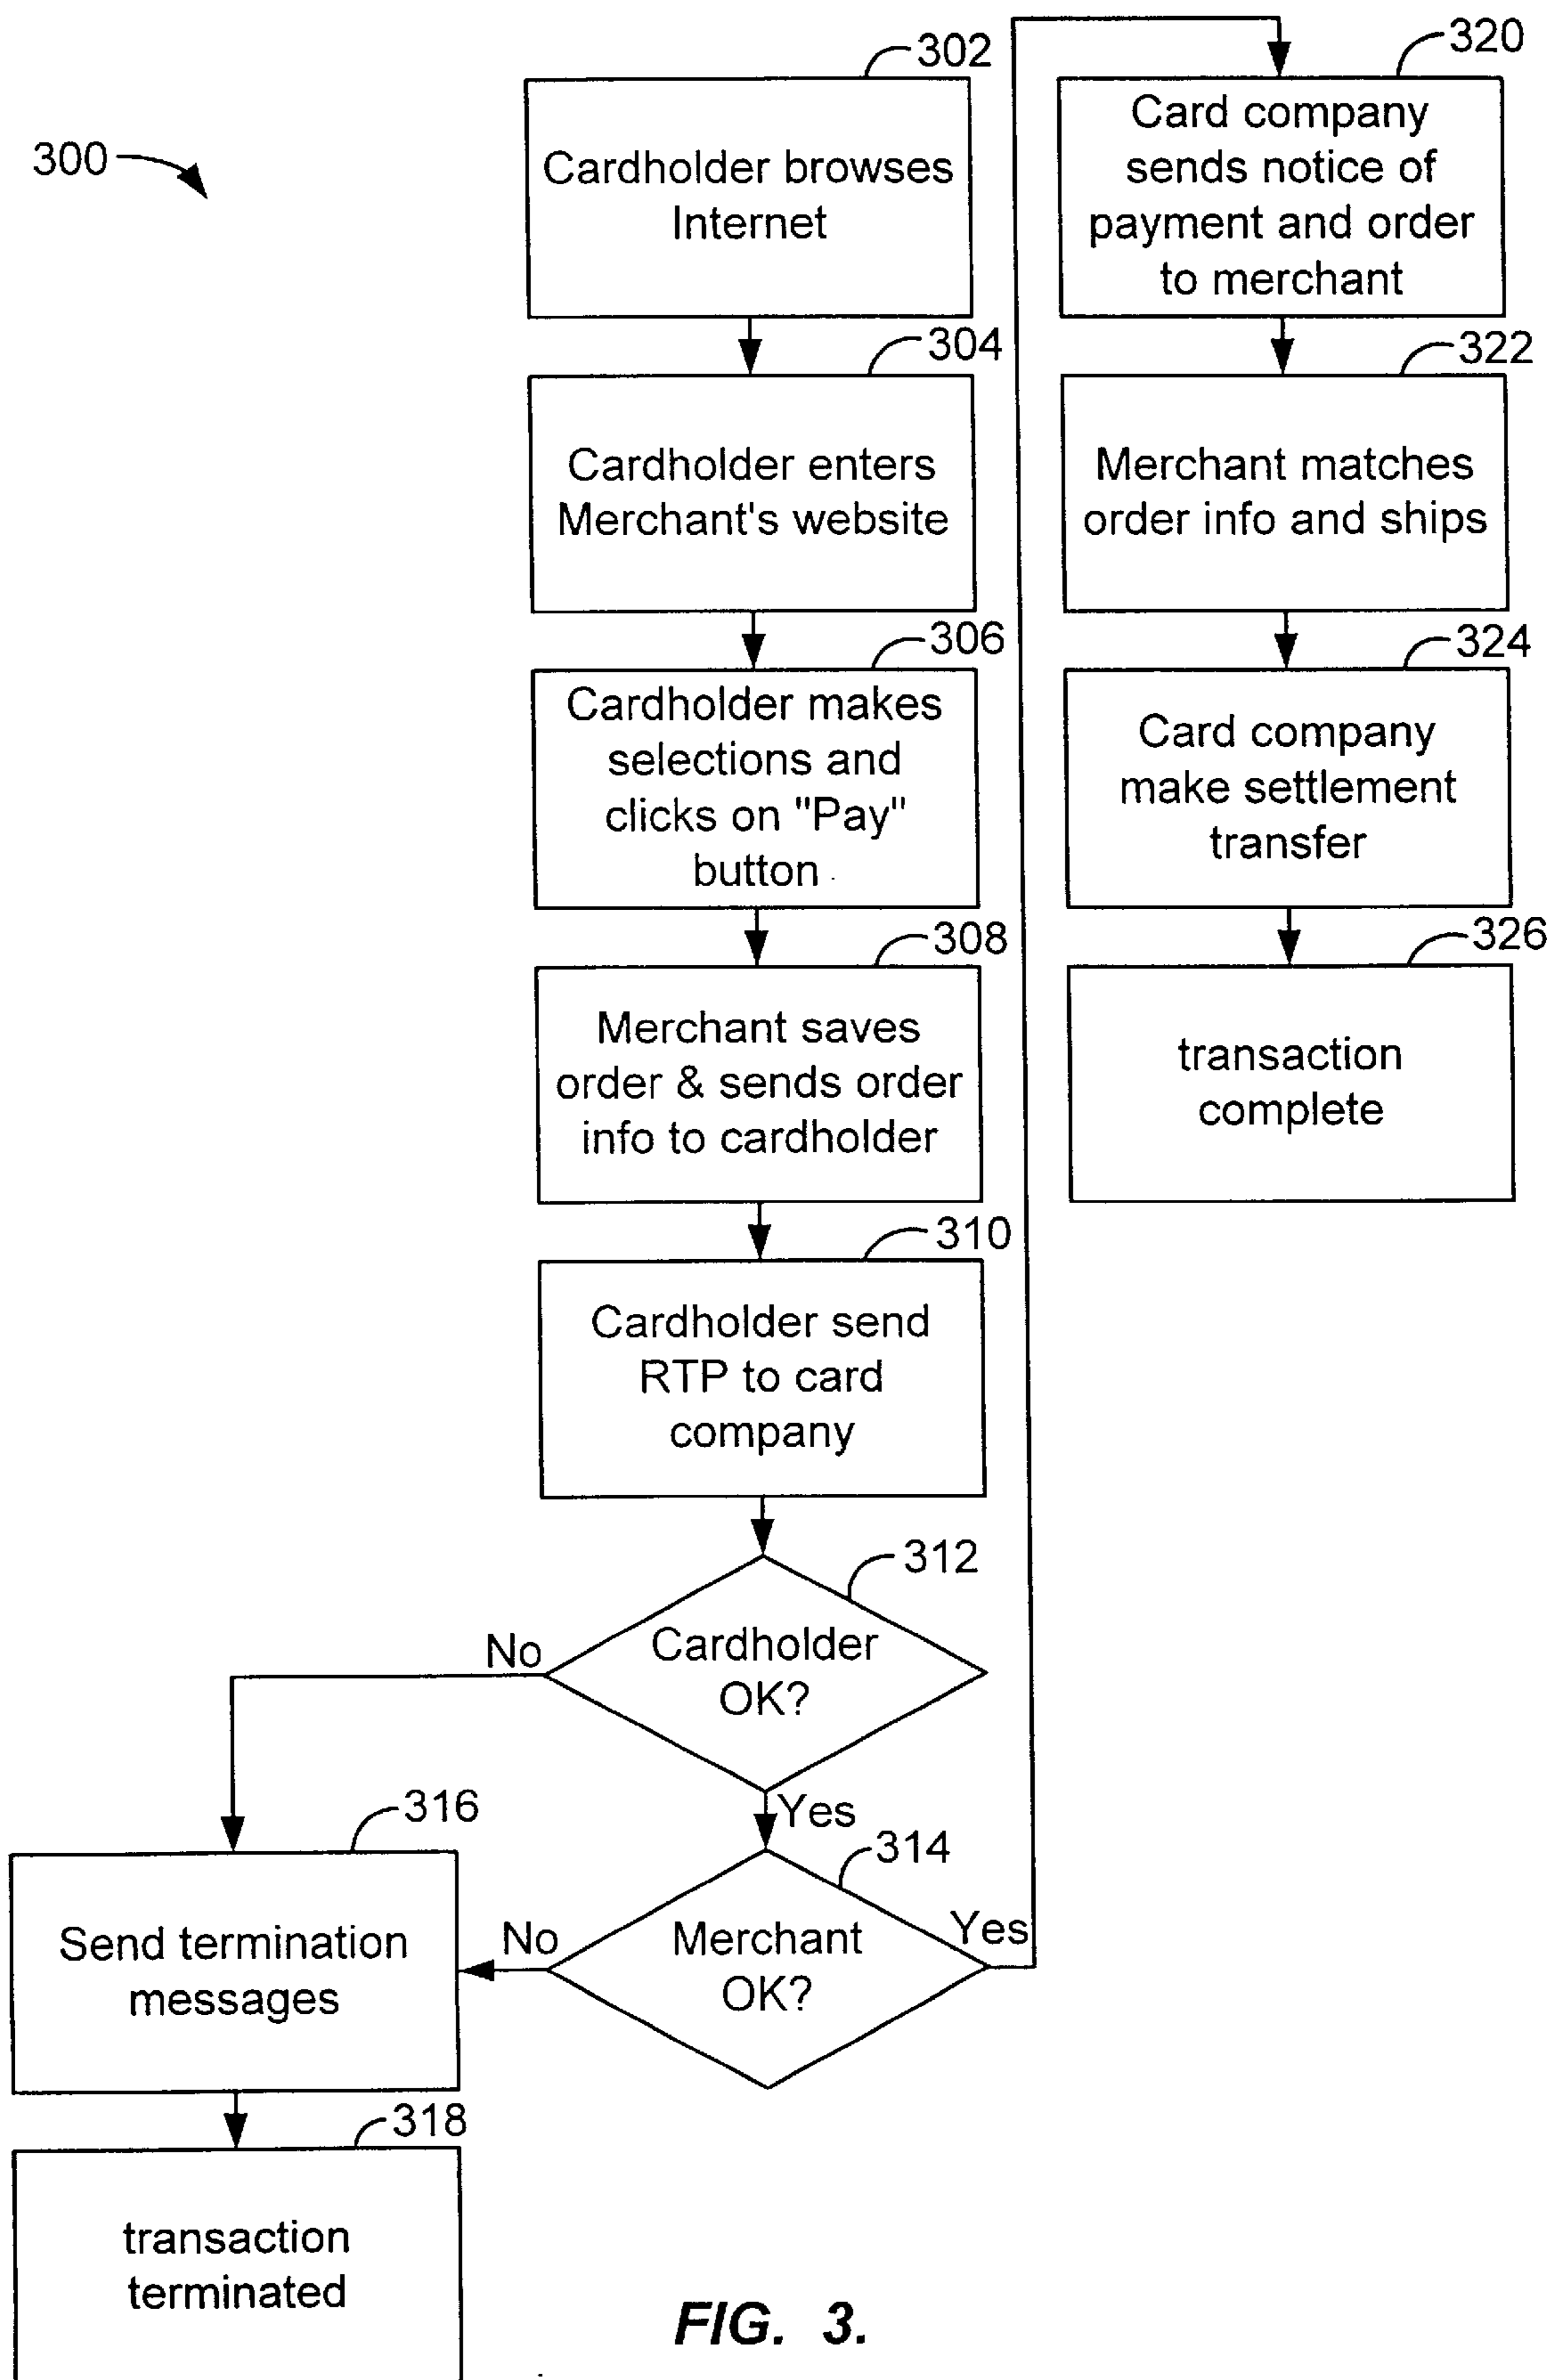 300
302
Cardholder browses
Internet
304
Cardholder enters
Merchant's website
306
Cardholder makes
selections and
clicks on "Pay"
button
308
Merchant saves
order & sends order
info to cardholder
310
Cardholder send
RTP to card
company
312
Cardholder
OK?
No
Yes
314
Merchant
OK?
No
Yes
316
Send termination
messages
318
transaction
terminated
320
Card company
sends notice of
payment and order
to merchant
322
Merchant matches
order info and ships
324
Card company
make settlement
transfer
326
transaction
complete
FIG. 3.